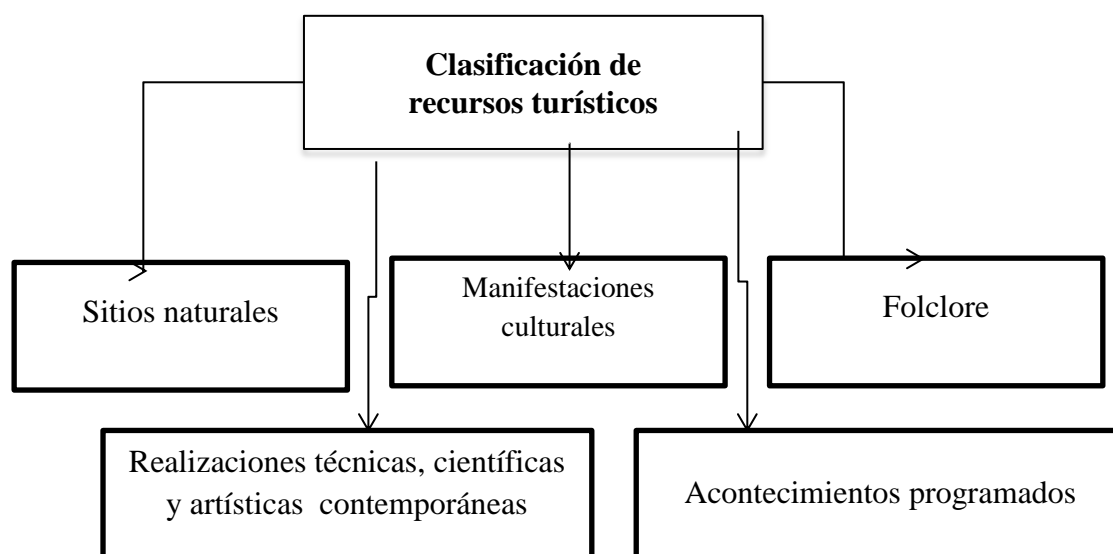 Clasificación de
recursos turísticos
Sitios naturales
Manifestaciones
culturales
Folclore
Realizaciones técnicas, científicas
y artísticas contemporáneas
Acontecimientos programados